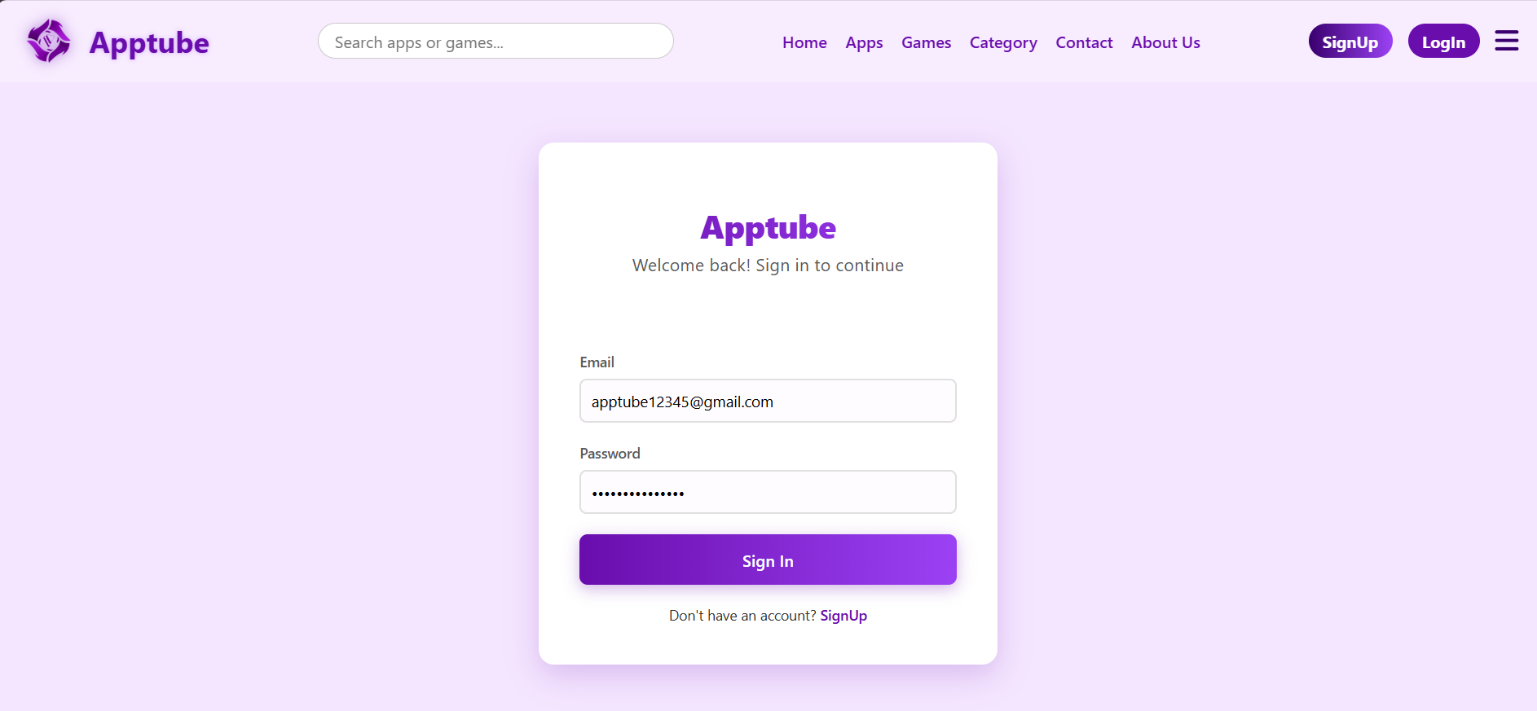 Apptube
Search apps or games...
Home Apps Games Category Contact About Us
SignUp
LogIn
Apptube
Welcome back! Sign in to continue
Email
apptube12345@gmail.com
Password
•••••••••••••••
Sign In
Don't have an account? SignUp